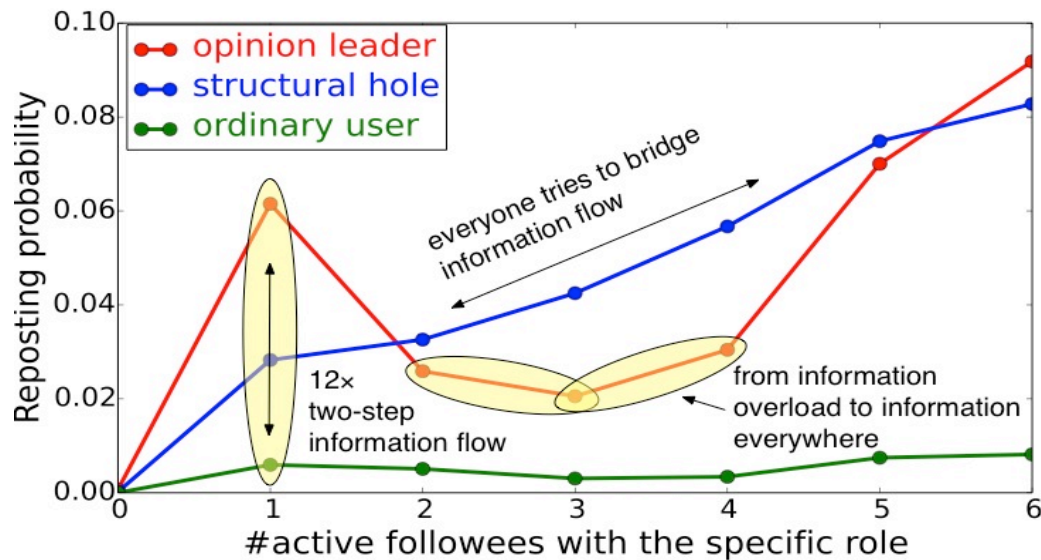 0.10
opinion leader
structural hole
ordinary user
0.08
0.06
0.04
0.02
0.00
Reposting probability
everyone tries to bridge
information flow
12×
two-step
information flow
from information
overload to information
everywhere
0 1 2 3 4 5 6
#active followees with the specific role